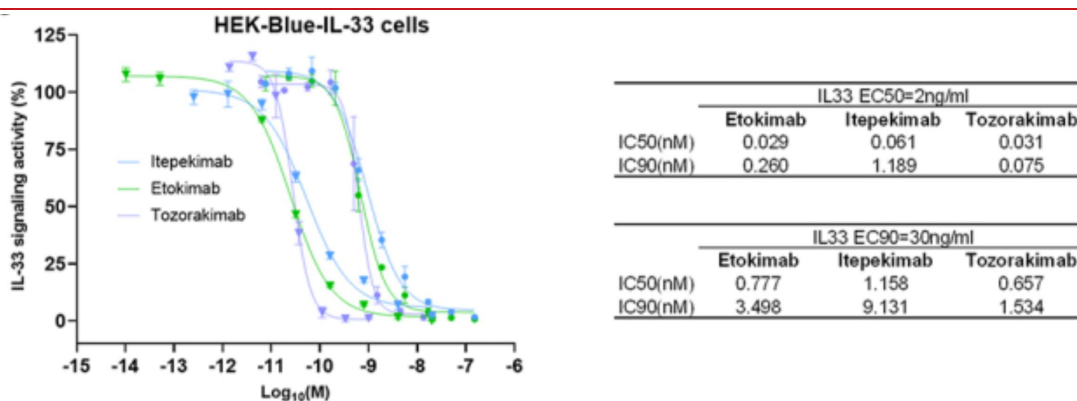 HEK-Blue-IL-33 cells
IL-33 signaling activity (%)
125
100
75
50
25
0
Itepekimab
Etokimab
Tozorakimab
-15 -14 -13 -12 -11 -10 -9 -8 -7 -6
Log10(M)
IL33 EC50=2ng/ml
Etokimab Itepekimab Tozorakimab
IC50(nM) 0.029 0.061 0.031
IC90(nM) 0.260 1.189 0.075
IL33 EC90=30ng/ml
Etokimab Itepekimab Tozorakimab
IC50(nM) 0.777 1.158 0.657
IC90(nM) 3.498 9.131 1.534